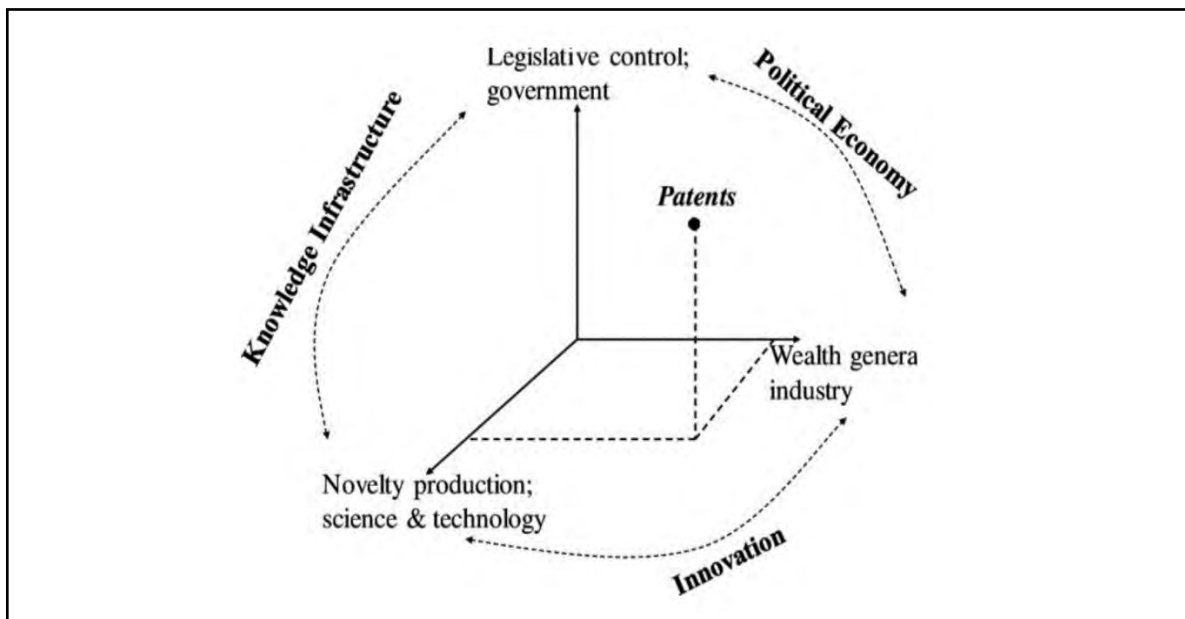 Legislative control;
government
Political Economy
Knowledge Infrastructure
Patents
Wealth genera
industry
Novelty production;
science & technology
Innovation